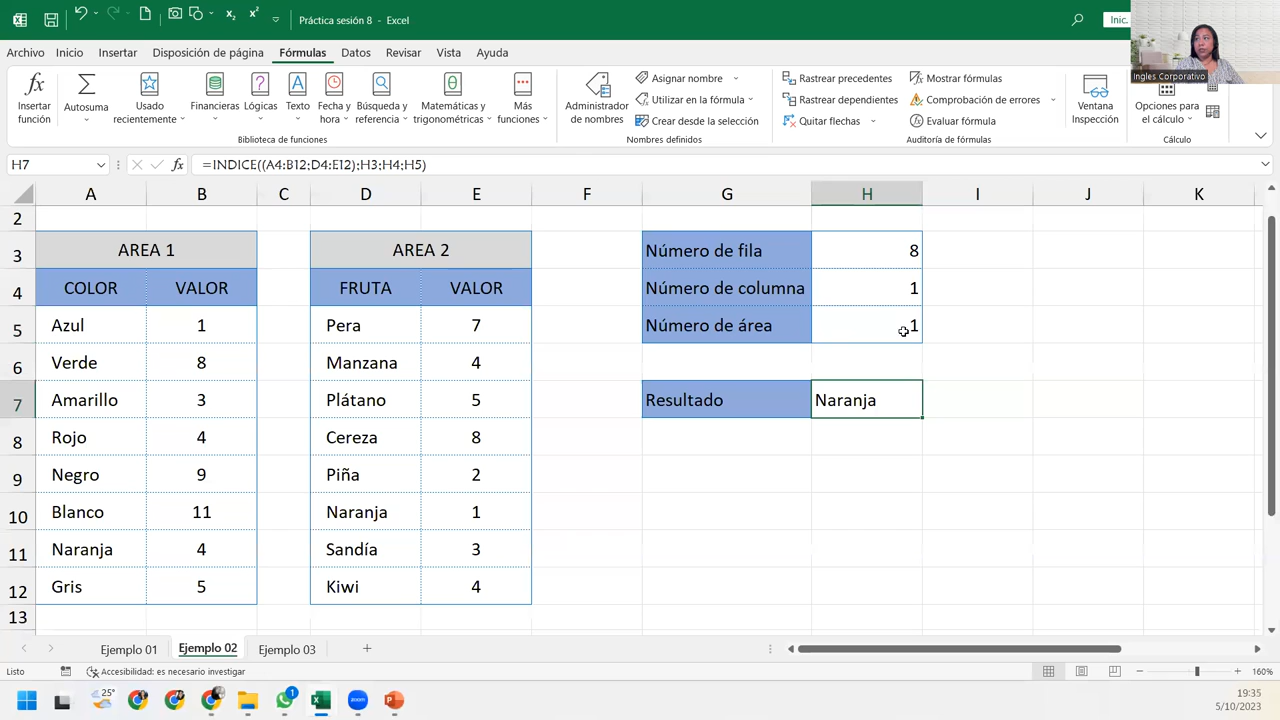 Práctica sesión 8 - Excel
Inic.
Archivo Inicio Insertar Disposición de página Fórmulas Datos Revisar Vista Ayuda
Ingles Corporativo
Insertar función
Autosuma
Usado recientemente
Financieras
Lógicas
Texto
Fecha y hora
Búsqueda y referencia
Matemáticas y trigonométricas
Más funciones
Biblioteca de funciones
Administrador de nombres
Asignar nombre
Utilizar en la fórmula
Crear desde la selección
Nombres definidos
Rastrear precedentes
Rastrear dependientes
Quitar flechas
Mostrar fórmulas
Comprobación de errores
Evaluar fórmula
Auditoría de fórmulas
Ventana Inspección
Opciones para el cálculo
Cálculo
H7 fx =INDICE((A4:B12;D4:E12);H3;H4;H5)
A B C D E F G H I J K
2
3 AREA 1 AREA 2 Número de fila 8
4 COLOR VALOR FRUTA VALOR Número de columna 1
5 Azul 1 Pera 7 Número de área 1
6 Verde 8 Manzana 4
7 Amarillo 3 Plátano 5 Resultado Naranja
8 Rojo 4 Cereza 8
9 Negro 9 Piña 2
10 Blanco 11 Naranja 1
11 Naranja 4 Sandía 3
12 Gris 5 Kiwi 4
13
Ejemplo 01 Ejemplo 02 Ejemplo 03
Listo Accesibilidad: es necesario investigar 160%
25° 1 zoom 19:35
5/10/2023